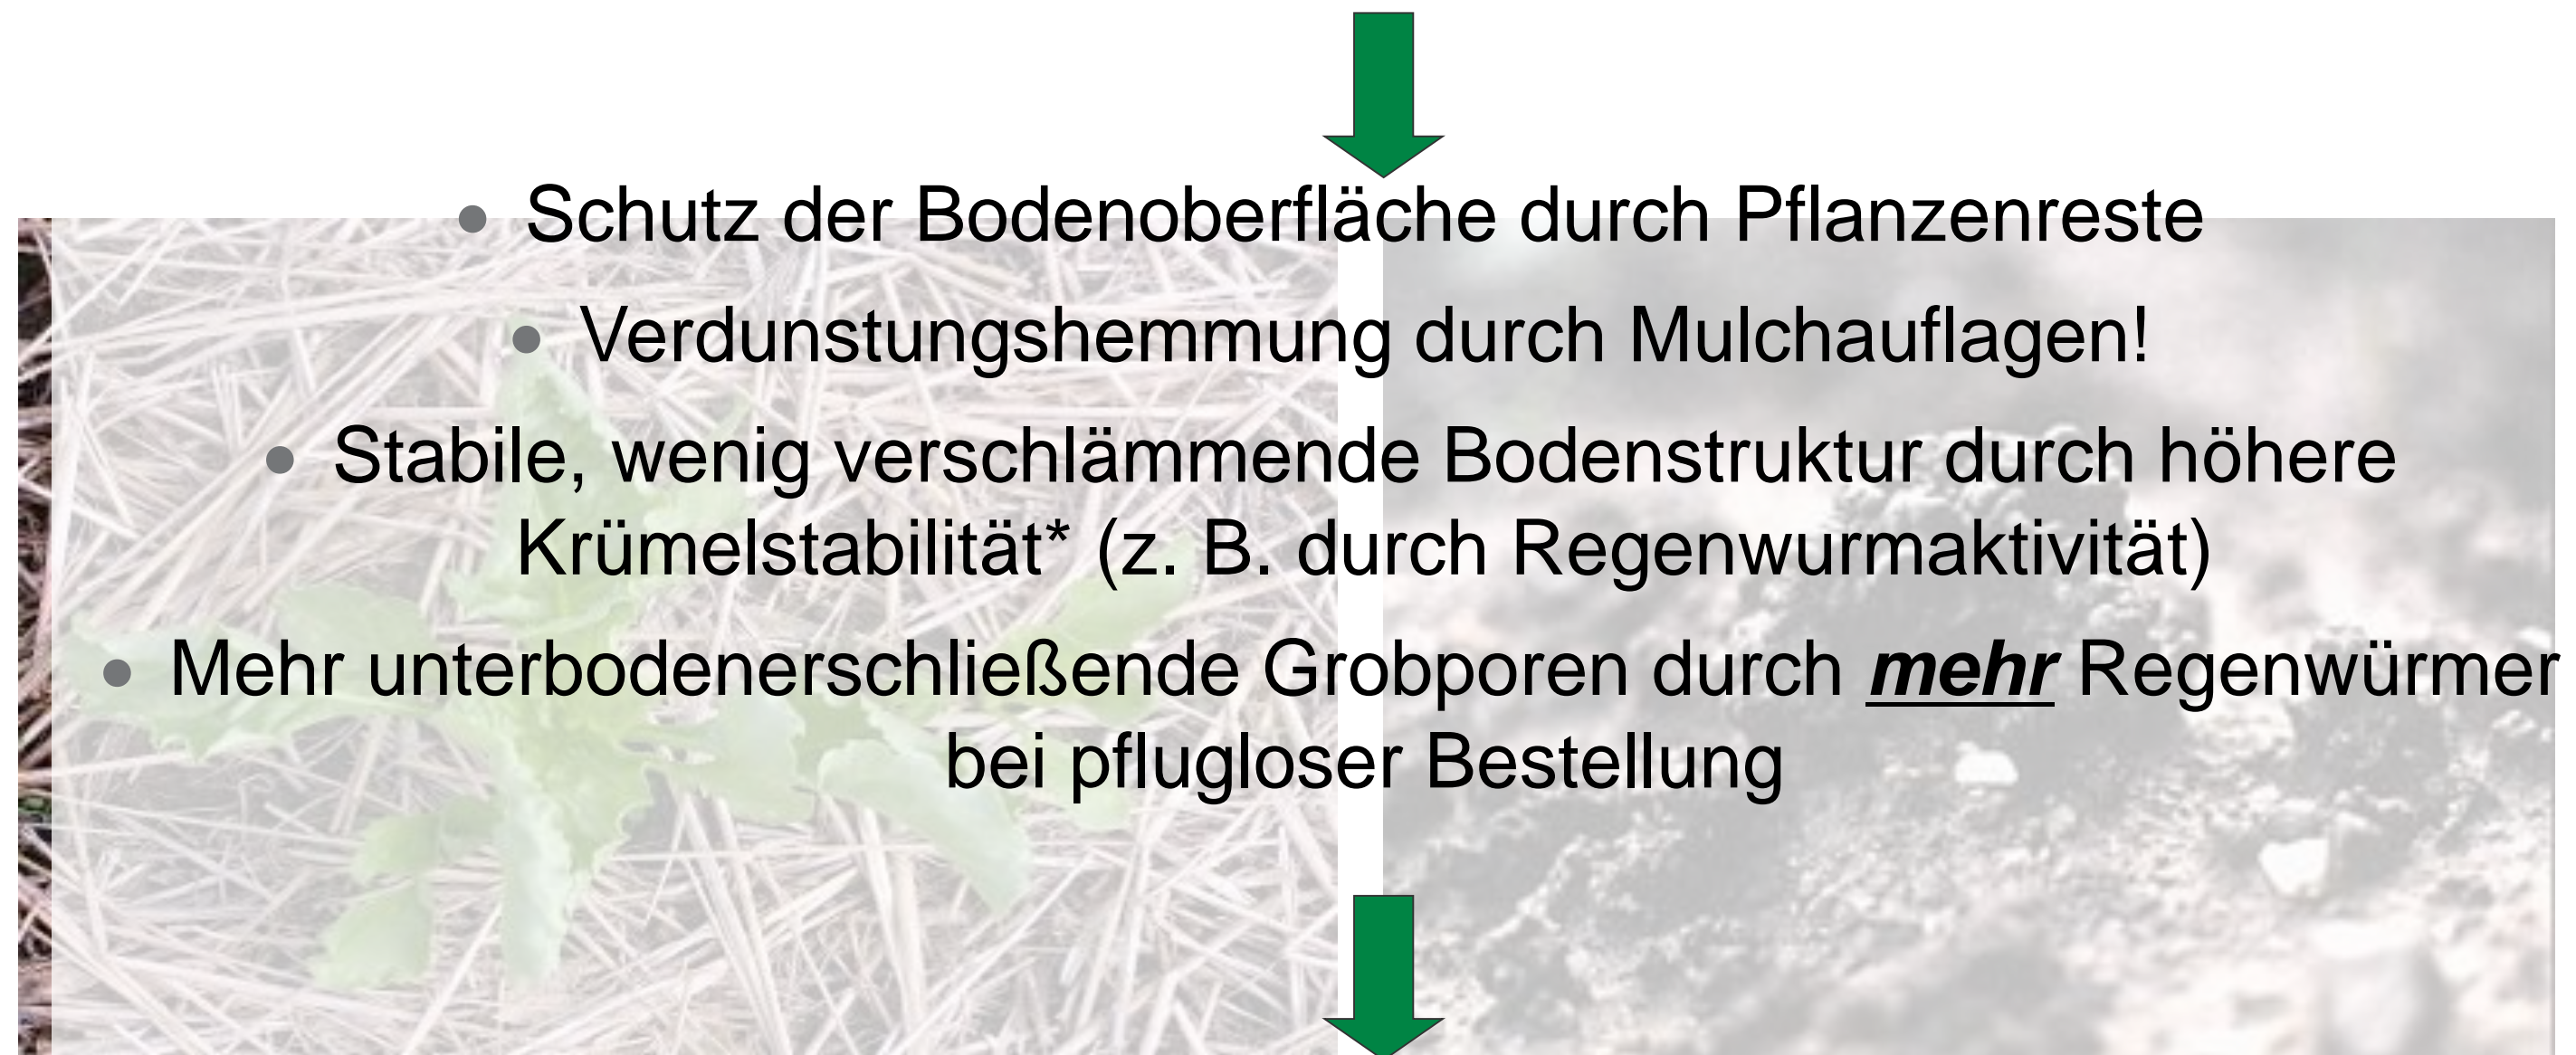 • Schutz der Bodenoberfläche durch Pflanzenreste
• Verdunstungshemmung durch Mulchauflagen!
• Stabile, wenig verschlämmende Bodenstruktur durch höhere
Krümelstabilität* (z. B. durch Regenwurmaktivität)
• Mehr unterbodenerschließende Grobporen durch mehr Regenwürmer
bei pflugloser Bestellung